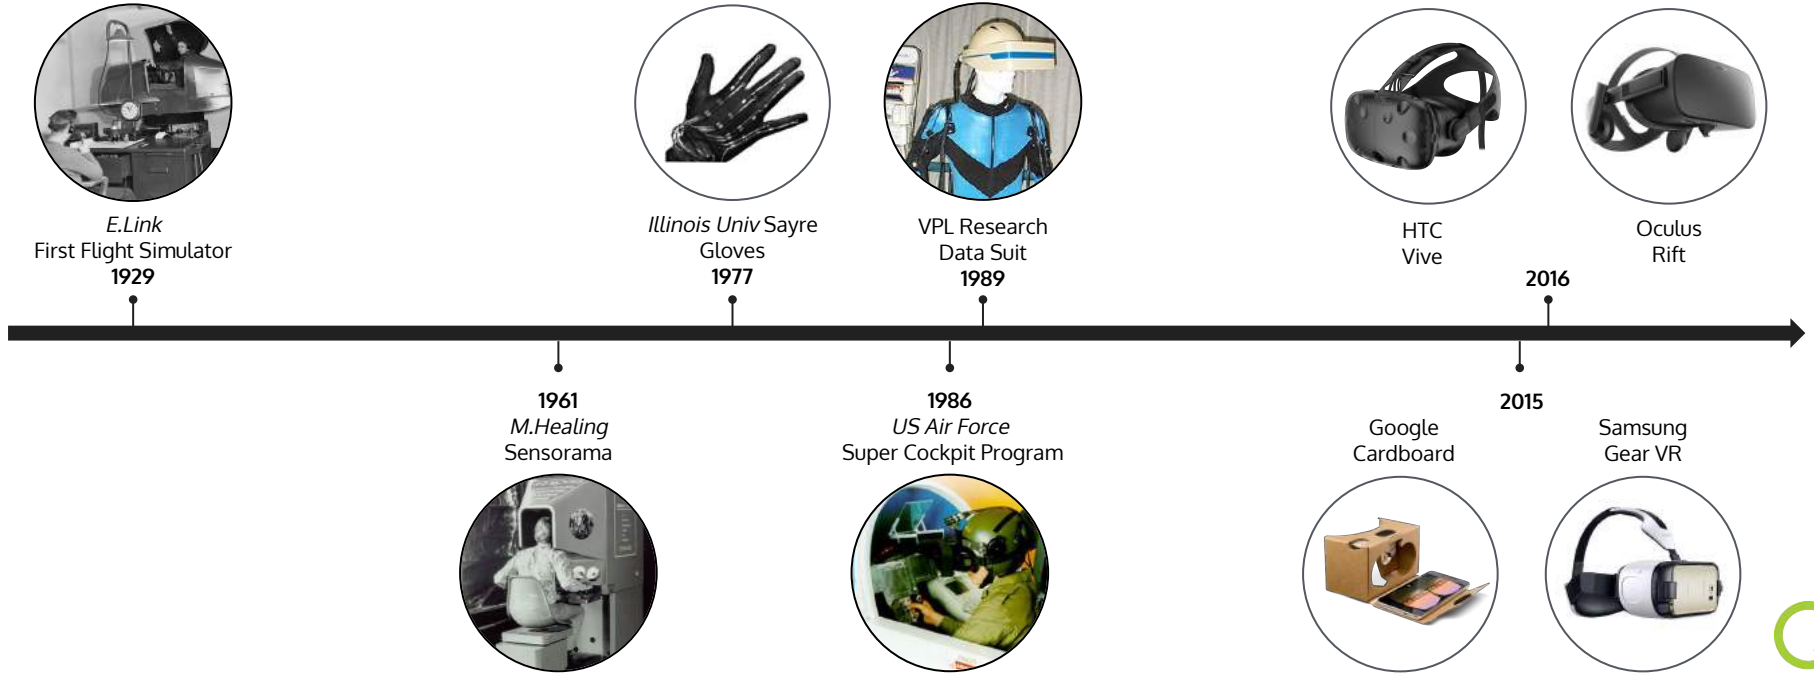 E.Link
First Flight Simulator
1929
Illinois Univ Sayre
Gloves
1977
VPL Research
Data Suit
1989
HTC
Vive
2016
Oculus
Rift
1961
M.Healing
Sensorama
1986
US Air Force
Super Cockpit Program
2015
Google
Cardboard
Samsung
Gear VR